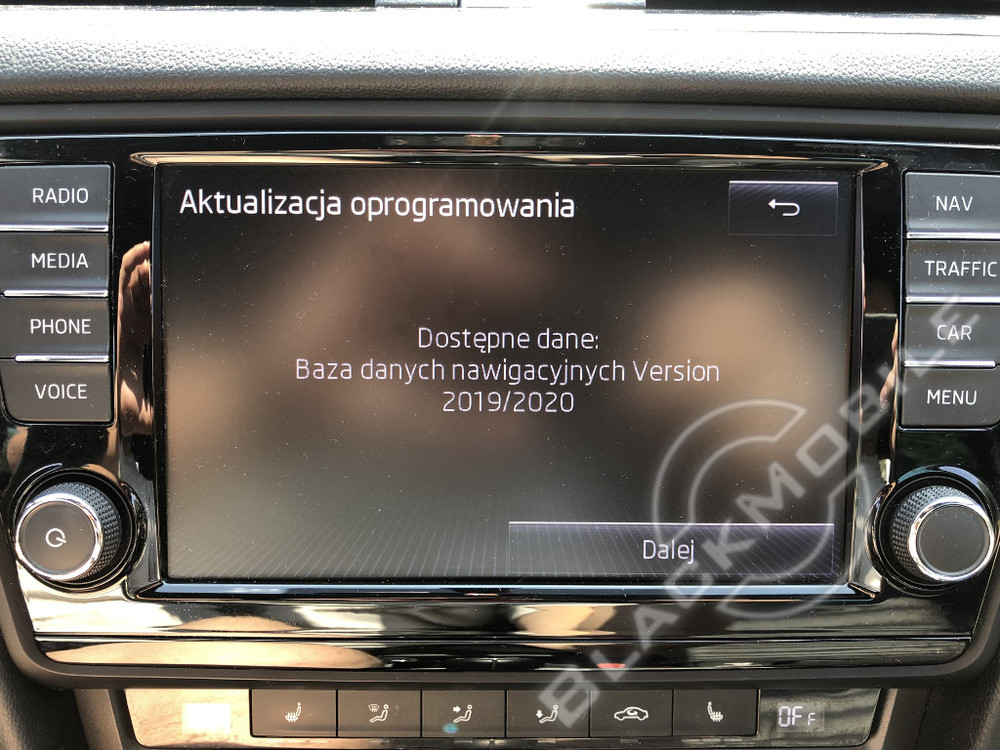 Aktualizacja oprogramowania
RADIO
MEDIA
PHONE
VOICE
Dostępne dane:
Baza danych nawigacyjnych Version
2019/2020
Dalej
NAV
TRAFFIC
CAR
MENU
OFF
BLACKMOBILE